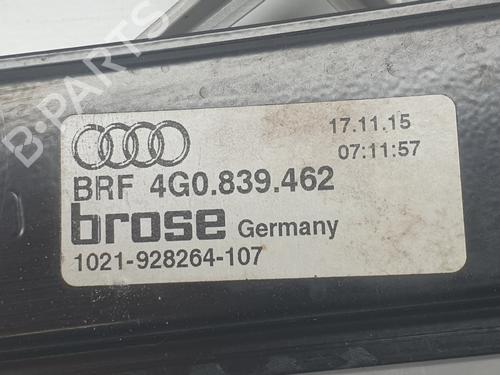 B-PARTS
17.11.15
07:11:57
BRF 4G0.839.462
brose Germany
1021-928264-107